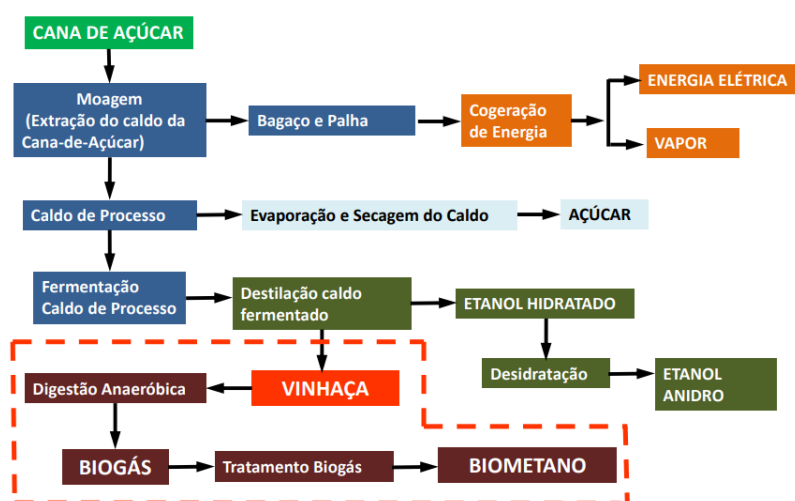 CANA DE AÇÚCAR
ENERGIA ELÉTRICA
Moagem
(Extração do caldo da
Cana-de-Açúcar)
Bagaço e Palha
Cogeração
de Energia
VAPOR
Caldo de Processo
Evaporação e Secagem do Caldo
AÇÚCAR
Fermentação
Caldo de Processo
Destilação caldo
fermentado
ETANOL HIDRATADO
Desidratação
ETANOL
ANIDRO
Digestão Anaeróbica
VINHAÇA
BIOGÁS
Tratamento Biogás
BIOMETANO